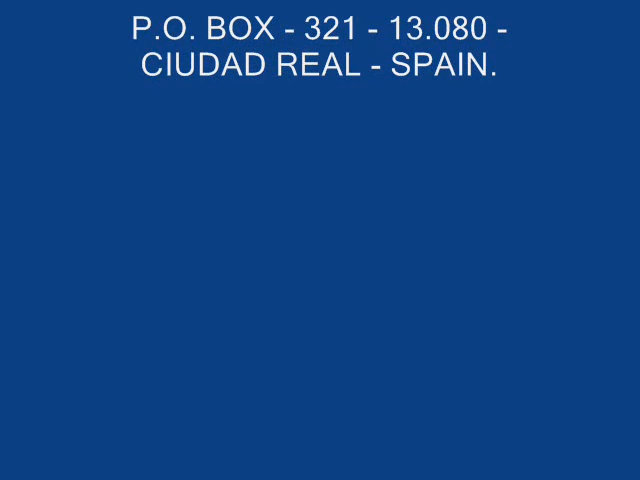 P.O. BOX - 321 - 13.080 -
CIUDAD REAL - SPAIN.